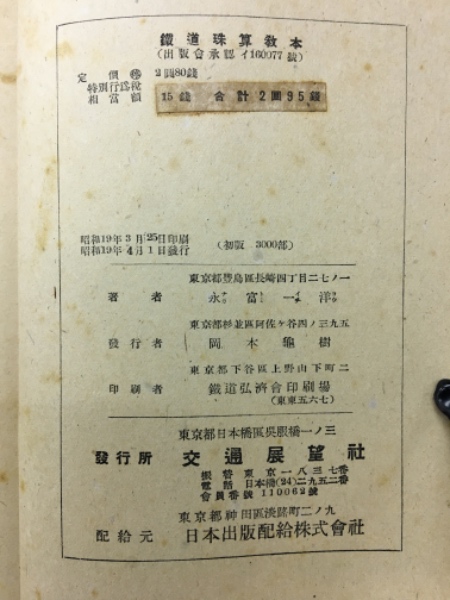 鐵道珠算教本
(出版會承認イ160077號)
定價 2圓80錢
特別行爲稅
相當額
15錢 合計2圓95錢
昭和19年3月25日印刷
昭和19年4月1日發行
(初版 3000部)
東京都豊島區長崎四丁目二七ノ一
著者 永富一洋
東京都杉並區阿佐ケ谷四ノ三九五
發行者 岡本龜樹
東京都下谷區上野山下町二
印刷者 鐵道弘濟會印刷場
(東東五六七)
東京都日本橋區吳服橋一ノ三
發行所 交通展望社
振替東京一八三七番
電話日本橋(24)二九五二番
會員番號110062號
東京都神田區淡路町二ノ九
配給元 日本出版配給株式會社